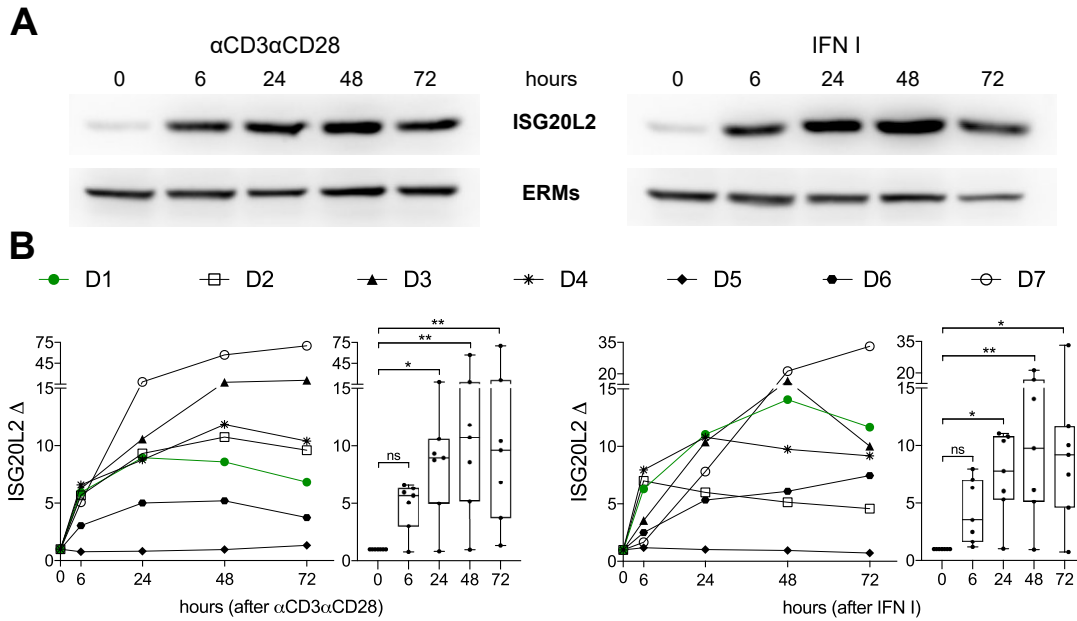 A
αCD3αCD28 IFN I
0 6 24 48 72 hours 0 6 24 48 72
ISG20L2
ERMs
B
D1 D2 D3 D4 D5 D6 D7
ISG20L2 Δ
75
45
15
10
5
0
0 6 24 48 72
hours (after αCD3αCD28)
75
45
15
10
5
0
ns * ** **
0 6 24 48 72
ISG20L2 Δ
35
20
15
10
5
0
0 6 24 48 72
hours (after IFN I)
35
20
15
10
5
0
ns * ** *
0 6 24 48 72